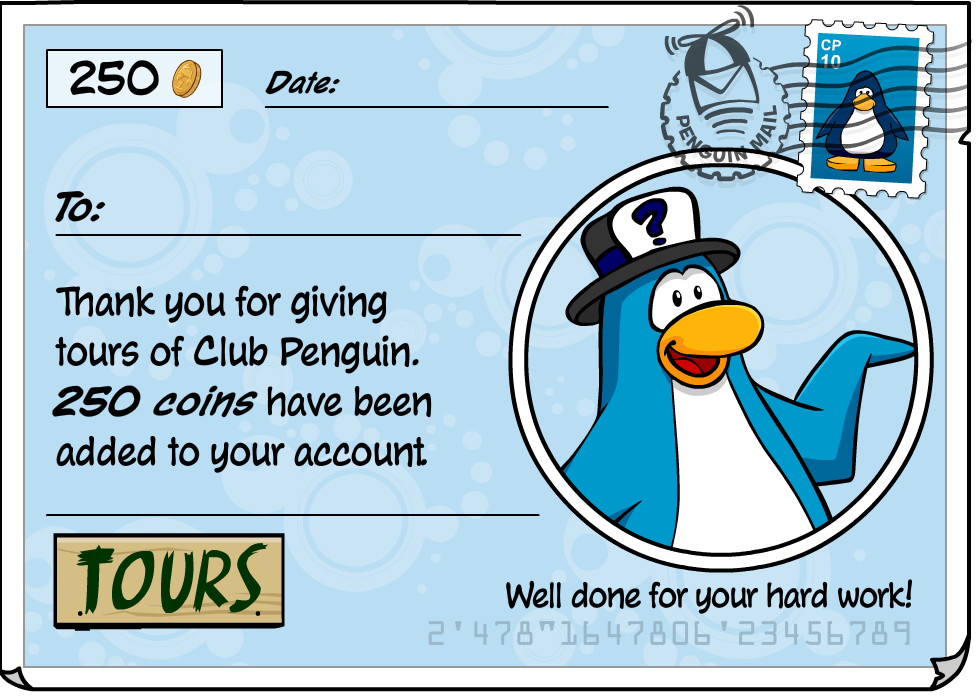 250
Date:
CP
10
PENGUIN MAIL
To:
?
Thank you for giving
tours of Club Penguin.
250 coins have been
added to your account.
TOURS
Well done for your hard work!
2'478"1647806'23456789